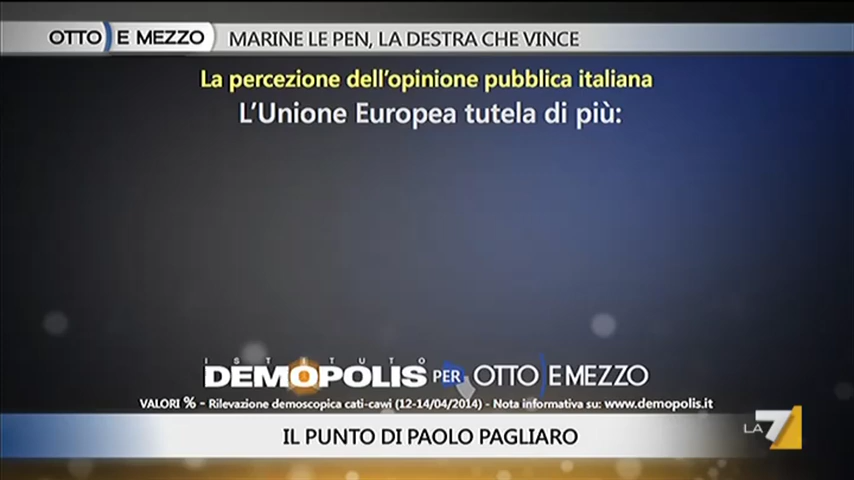 OTTO E MEZZO MARINE LE PEN, LA DESTRA CHE VINCE
La percezione dell'opinione pubblica italiana
L'Unione Europea tutela di più:
ISTITUTO
DEMOPOLIS PER OTTO E MEZZO
VALORI % - Rilevazione demoscopica cati-cawi (12-14/04/2014) - Nota informativa su: www.demopolis.it
IL PUNTO DI PAOLO PAGLIARO
LA 7